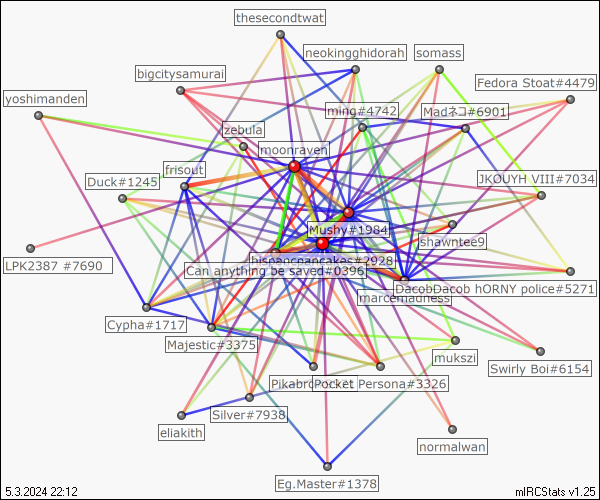 thesecondtwat
neokingghidorah
somass
bigcitysamurai
Fedora Stoat#4479
yoshimanden
ming#4742
Madネコ#6901
zebula
moonraven
frisout
Duck#1245
JKOUYH VIII#7034
Mushy#1984
shawntee9
hispanicpancakes#2928
LPK2387 #7690
Can anything be saved#0396
DacobDacob hORNY police#5271
marcemadness
Cypha#1717
Majestic#3375
mukszi
Swirly Boi#6154
Pocket Persona#3326
Silver#7938
eliakith
normalwan
Eg.Master#1378
5.3.2024 22:12
mIRCStats v1.25